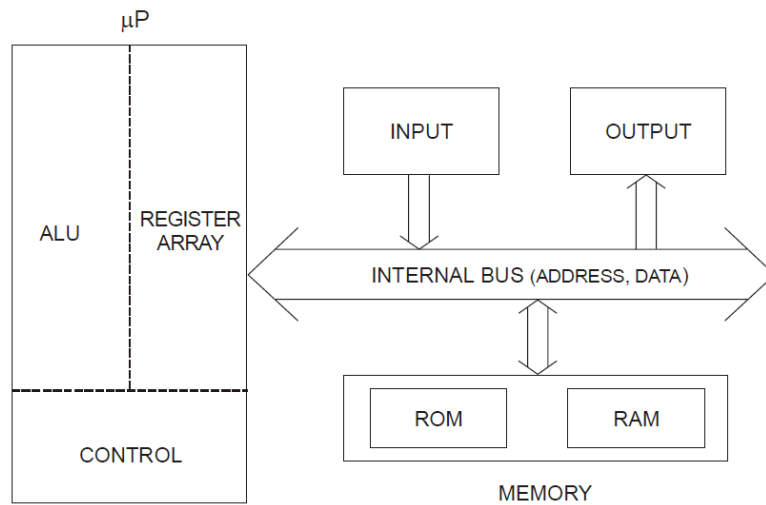 μP
ALU
REGISTER
ARRAY
CONTROL
INPUT
OUTPUT
INTERNAL BUS (ADDRESS, DATA)
ROM
RAM
MEMORY